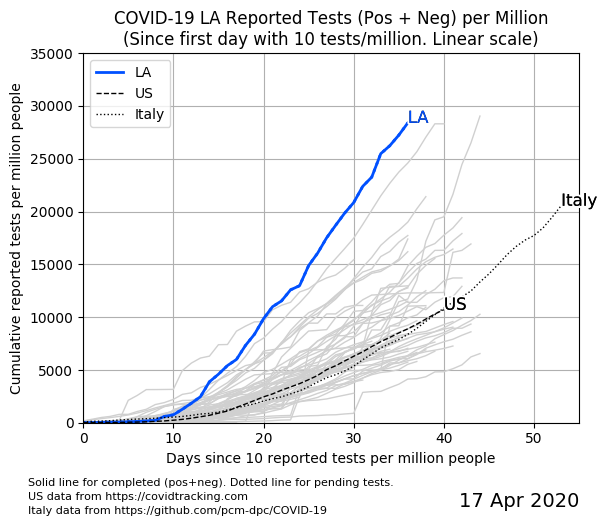 COVID-19 LA Reported Tests (Pos + Neg) per Million
(Since first day with 10 tests/million. Linear scale)
Cumulative reported tests per million people
35000
30000
25000
20000
15000
10000
5000
0
LA
US
Italy
LA
Italy
US
0 10 20 30 40 50
Days since 10 reported tests per million people
Solid line for completed (pos+neg). Dotted line for pending tests.
US data from https://covidtracking.com
Italy data from https://github.com/pcm-dpc/COVID-19
17 Apr 2020